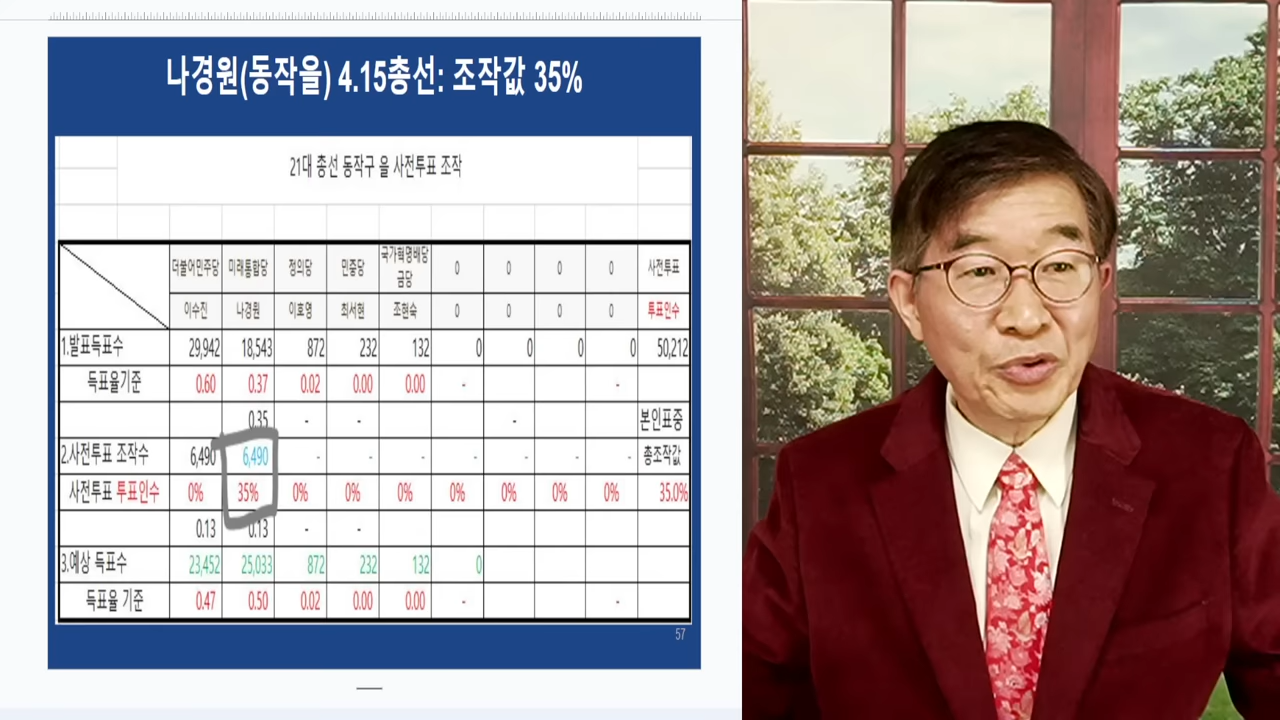 나경원(동작을) 4.15총선: 조작값 35%
21대 총선 동작구 을 사전투표 조작
더불어민주당 미래통합당 정의당 민중당 국가혁명배당금당 0 0 0 0 사전투표
이수진 나경원 이호영 최서현 조현숙 0 0 0 0 투표인수
1.발표득표수 29,942 18,543 872 232 132 0 0 0 0 50,212
득표율기준 0.60 0.37 0.02 0.00 0.00 - -
0.35 - - - 본인표중
2.사전투표 조작수 6,490 6,490 - - - - - - - 총조작값
사전투표 투표인수 0% 35% 0% 0% 0% 0% 0% 0% 0% 35.0%
0.13 0.13 - -
3.예상 득표수 23,452 25,033 872 232 132 0
득표율 기준 0.47 0.50 0.02 0.00 0.00 - -
57